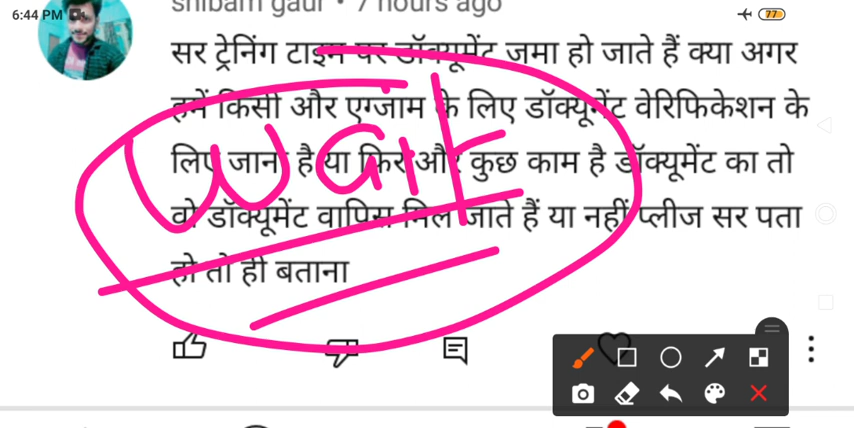 shibam gaur • 7 hours ago
6:44 PM 77
सर ट्रेनिंग टाइम पर डॉक्यूमेंट जमा हो जाते हैं क्या अगर
हमें किसी और एग्जाम के लिए डॉक्यूमेंट वेरिफिकेशन के
लिए जाना है या फिर और कुछ काम है डॉक्यूमेंट का तो
वो डॉक्यूमेंट वापिस मिल जाते हैं या नहीं प्लीज सर पता
हो तो ही बताना
wait